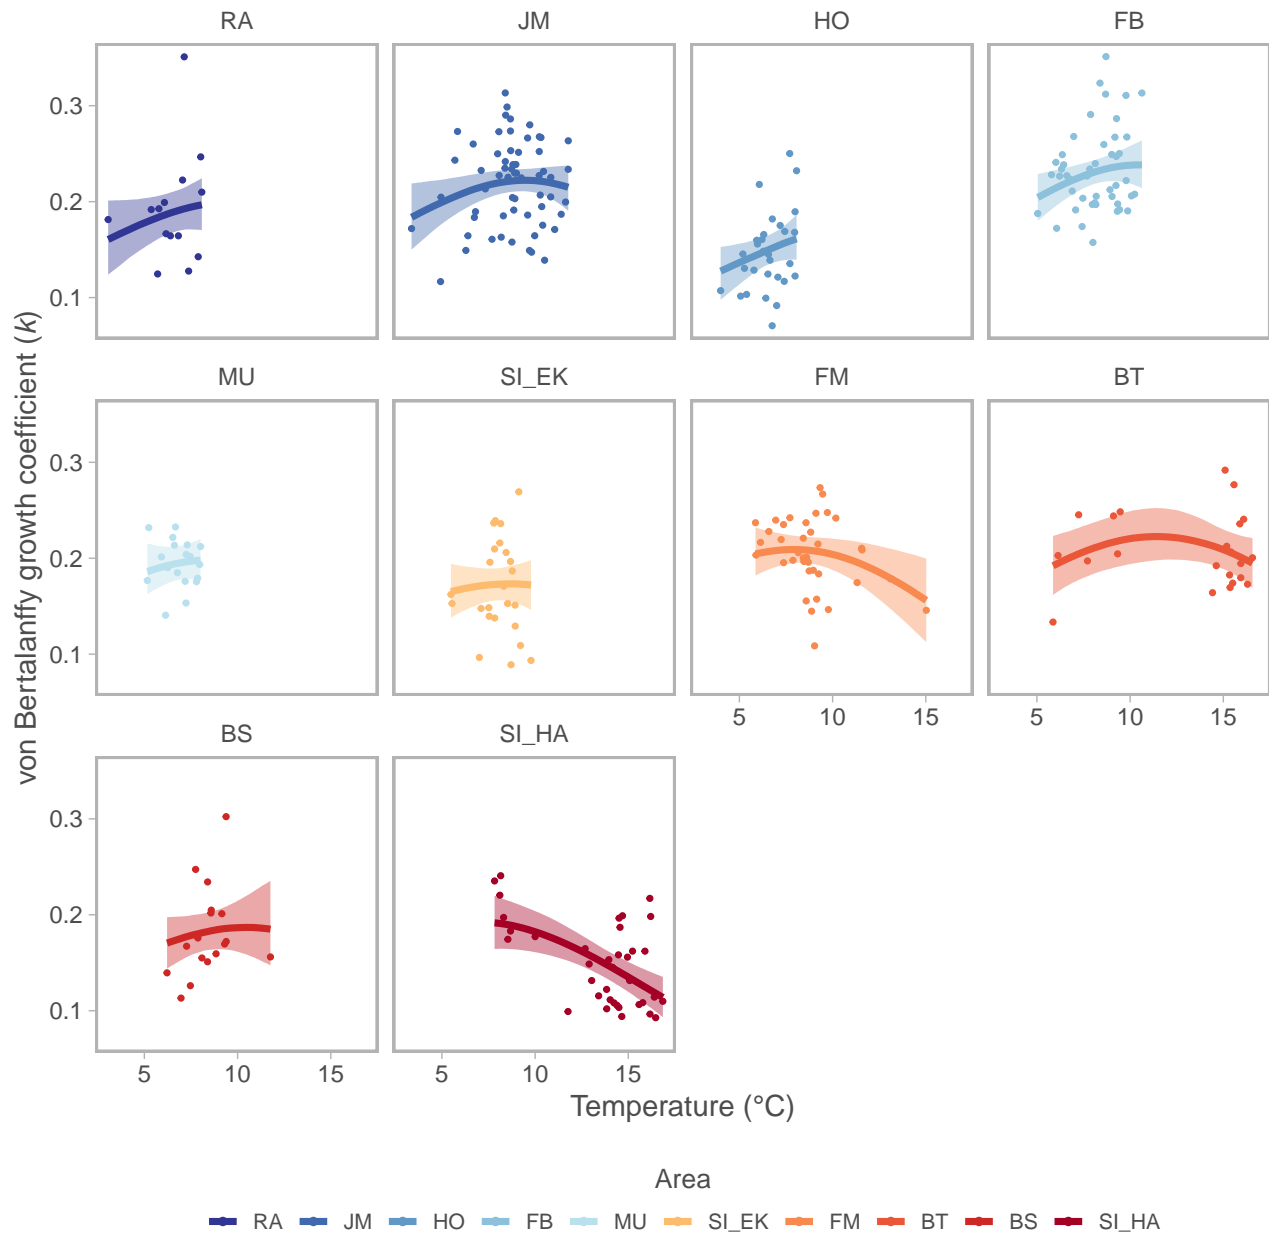 RA JM HO FB
0.3
0.2
0.1
MU SI_EK FM BT
0.3
0.2
0.1
5 10 15 5 10 15
BS SI_HA
0.3
0.2
0.1
5 10 15 5 10 15
von Bertalanffy growth coefficient (k)
Temperature (°C)
Area
RA JM HO FB MU SI_EK FM BT BS SI_HA